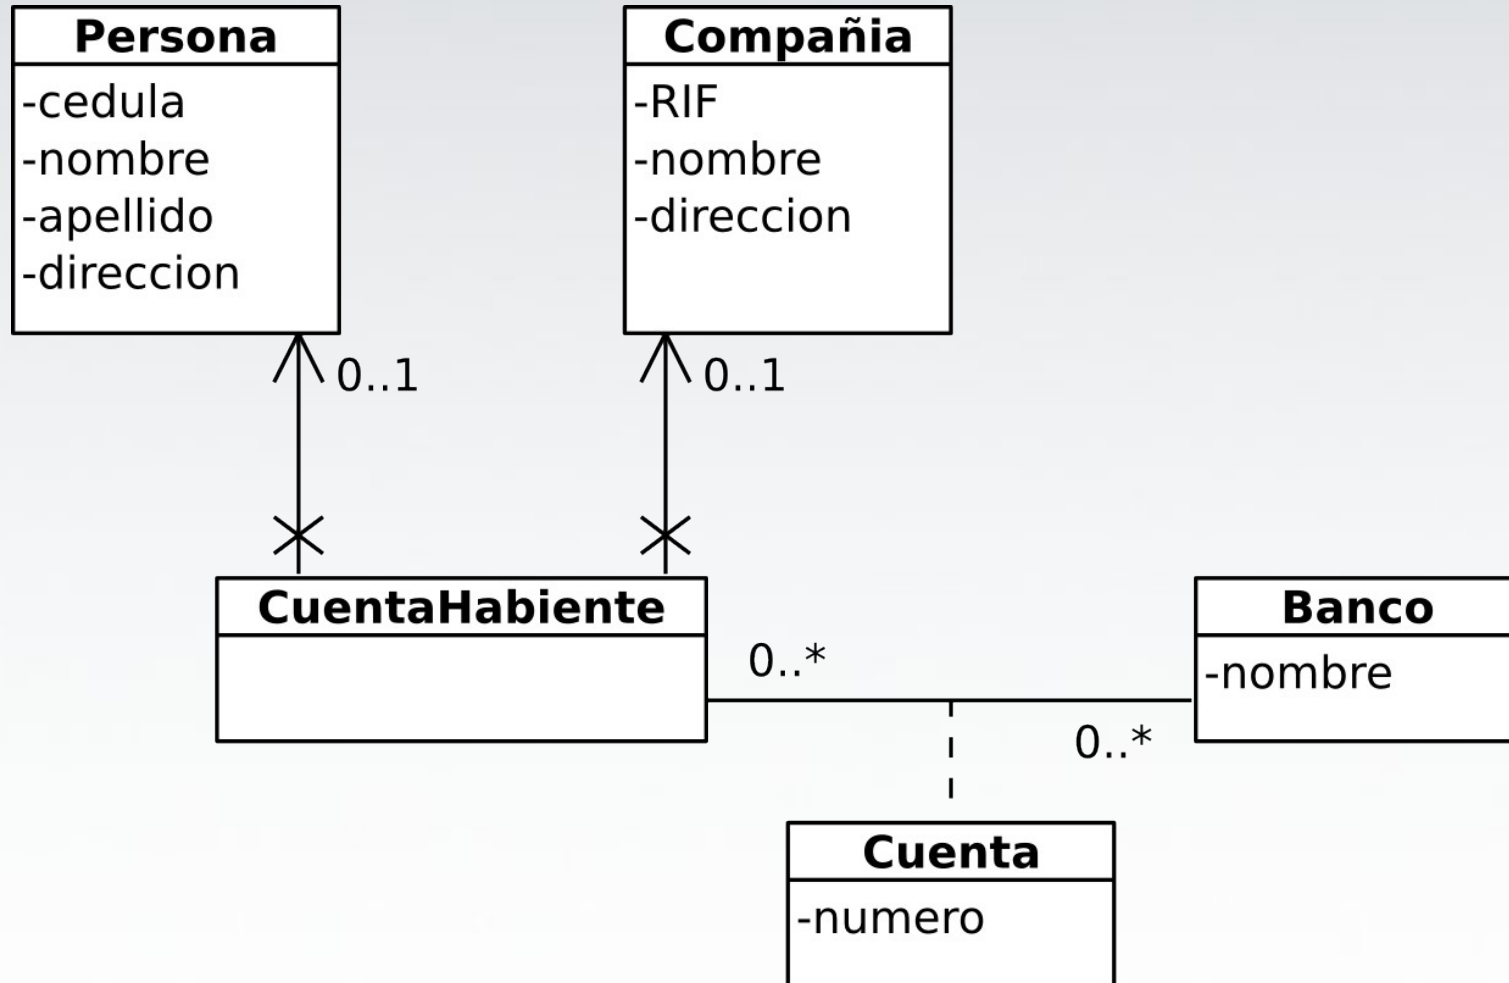 Persona
-cedula
-nombre
-apellido
-direccion
Compañia
-RIF
-nombre
-direccion
0..1
0..1
CuentaHabiente
0..*
0..*
Banco
-nombre
Cuenta
-numero